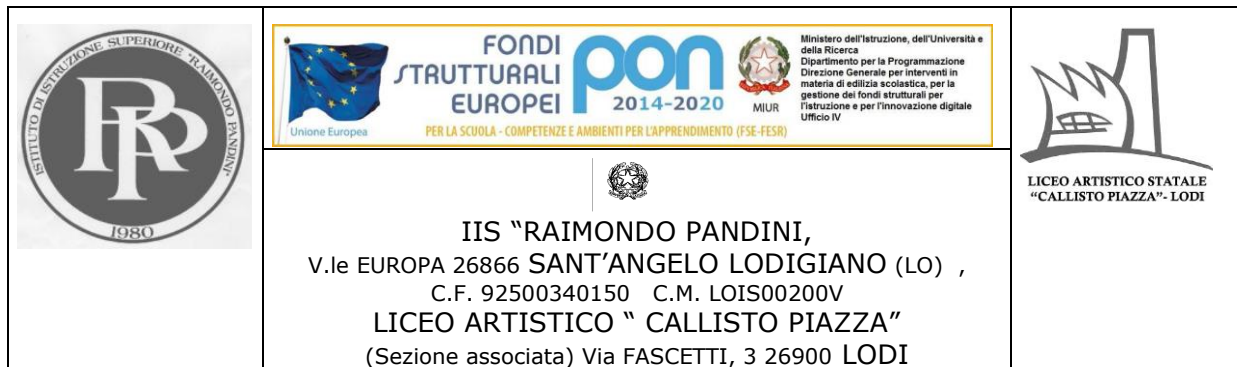 ISTITUTO DI ISTRUZIONE SUPERIORE "RAIMONDO PANDINI"
1980
Unione Europea
FONDI
STRUTTURALI
EUROPEI
pon
2014-2020
MIUR
Ministero dell'Istruzione, dell'Università e
della Ricerca
Dipartimento per la Programmazione
Direzione Generale per interventi in
materia di edilizia scolastica, per la
gestione dei fondi strutturali per
l'istruzione e per l'innovazione digitale
Ufficio IV
PER LA SCUOLA - COMPETENZE E AMBIENTI PER L'APPRENDIMENTO (FSE-FESR)
LICEO ARTISTICO STATALE
"CALLISTO PIAZZA"- LODI
IIS "RAIMONDO PANDINI,
V.le EUROPA 26866 SANT'ANGELO LODIGIANO (LO) ,
C.F. 92500340150 C.M. LOIS00200V
LICEO ARTISTICO " CALLISTO PIAZZA"
(Sezione associata) Via FASCETTI, 3 26900 LODI